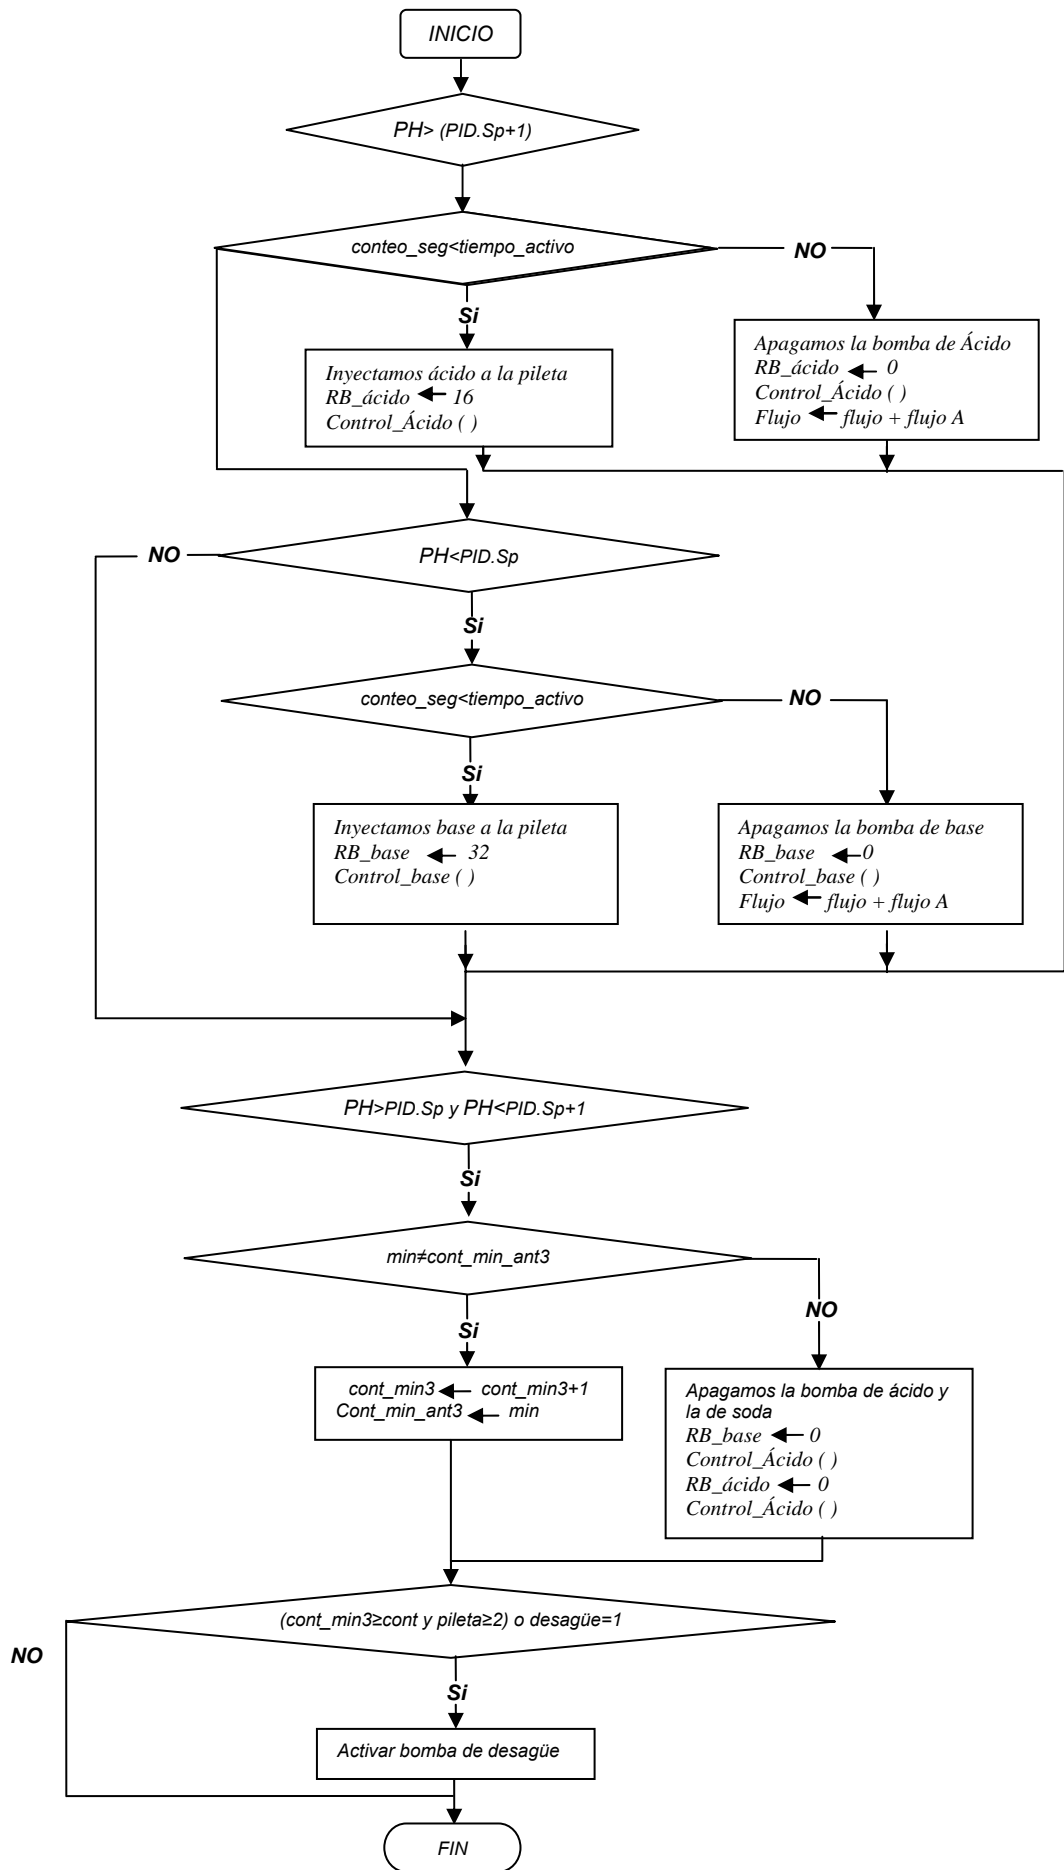 INICIO
PH> (PID.Sp+1)
conteo_seg<tiempo_activo
NO
Si
Inyectamos ácido a la pileta
RB_ácido ← 16
Control_Ácido ( )
Apagamos la bomba de Ácido
RB_ácido ← 0
Control_Ácido ( )
Flujo ← flujo + flujo A
NO
PH<PID.Sp
Si
conteo_seg<tiempo_activo
NO
Si
Inyectamos base a la pileta
RB_base ← 32
Control_base ( )
Apagamos la bomba de base
RB_base ←0
Control_base ( )
Flujo ← flujo + flujo A
PH>PID.Sp y PH<PID.Sp+1
Si
min≠cont_min_ant3
NO
Si
cont_min3 ← cont_min3+1
Cont_min_ant3 ← min
Apagamos la bomba de ácido y
la de soda
RB_base ← 0
Control_Ácido ( )
RB_ácido ← 0
Control_Ácido ( )
(cont_min3≥cont y pileta≥2) o desagüe=1
NO
Si
Activar bomba de desagüe
FIN